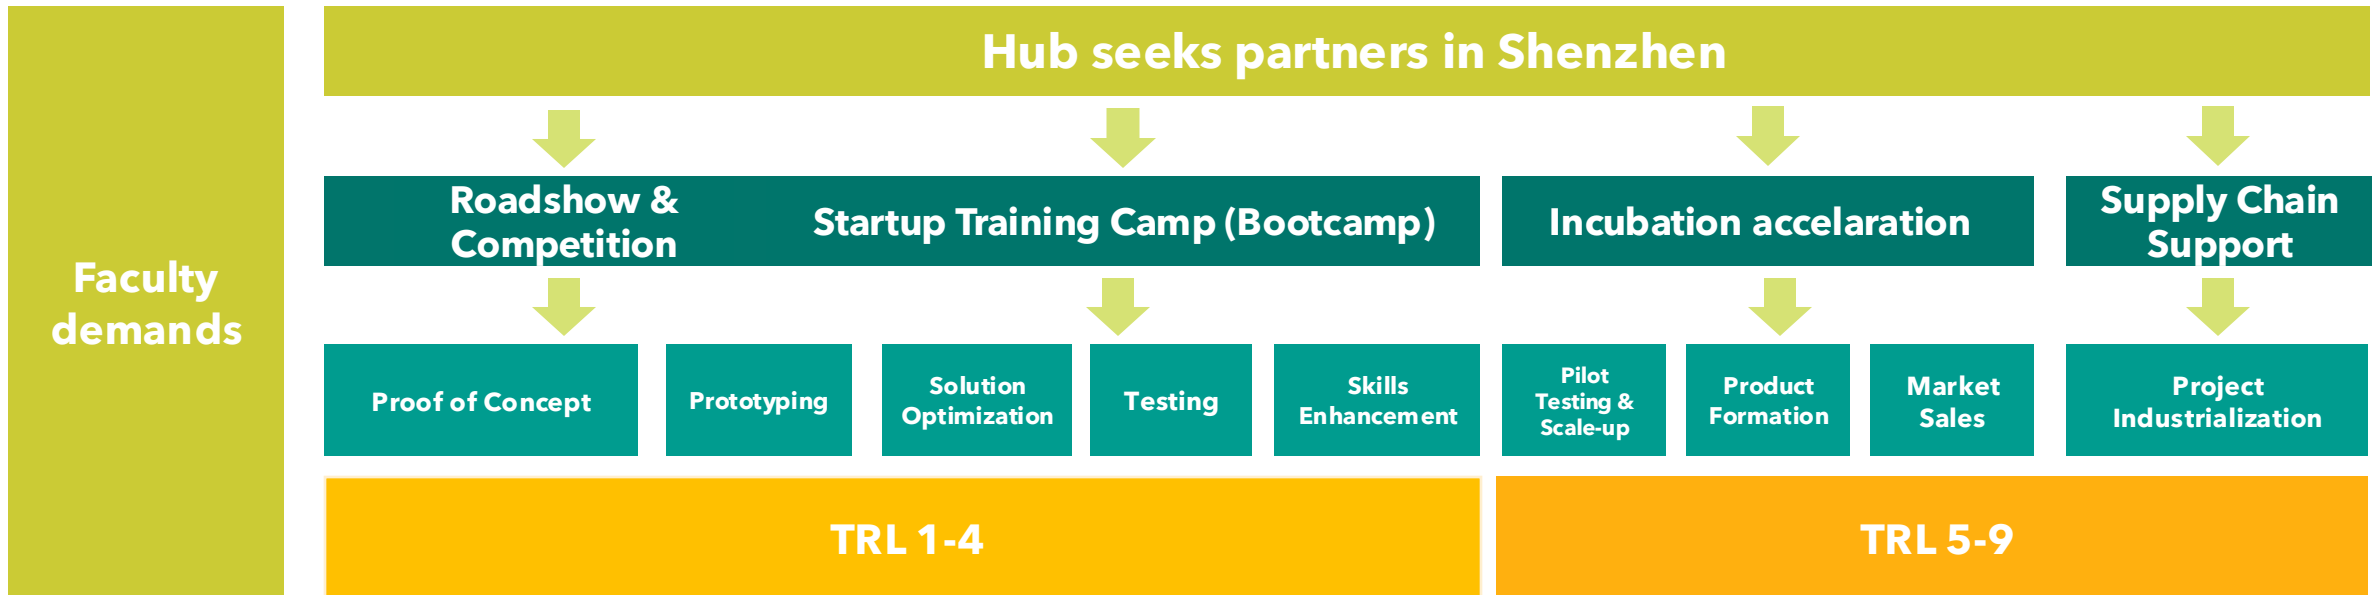 Faculty
demands
Hub seeks partners in Shenzhen
Roadshow &
Competition
Startup Training Camp (Bootcamp)
Incubation accelaration
Supply Chain
Support
Proof of Concept
Prototyping
Solution
Optimization
Testing
Skills
Enhancement
Pilot
Testing &
Scale-up
Product
Formation
Market
Sales
Project
Industrialization
TRL 1-4
TRL 5-9